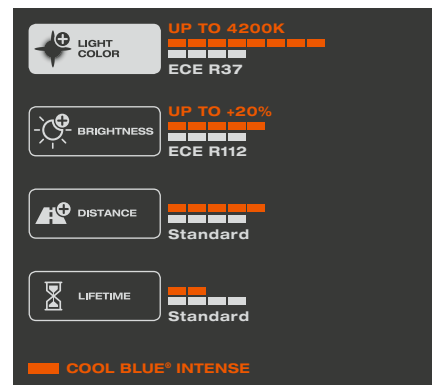 UP TO 4200K
LIGHT
COLOR
ECE R37
UP TO +20%
BRIGHTNESS
ECE R112
DISTANCE
Standard
LIFETIME
Standard
COOL BLUE® INTENSE